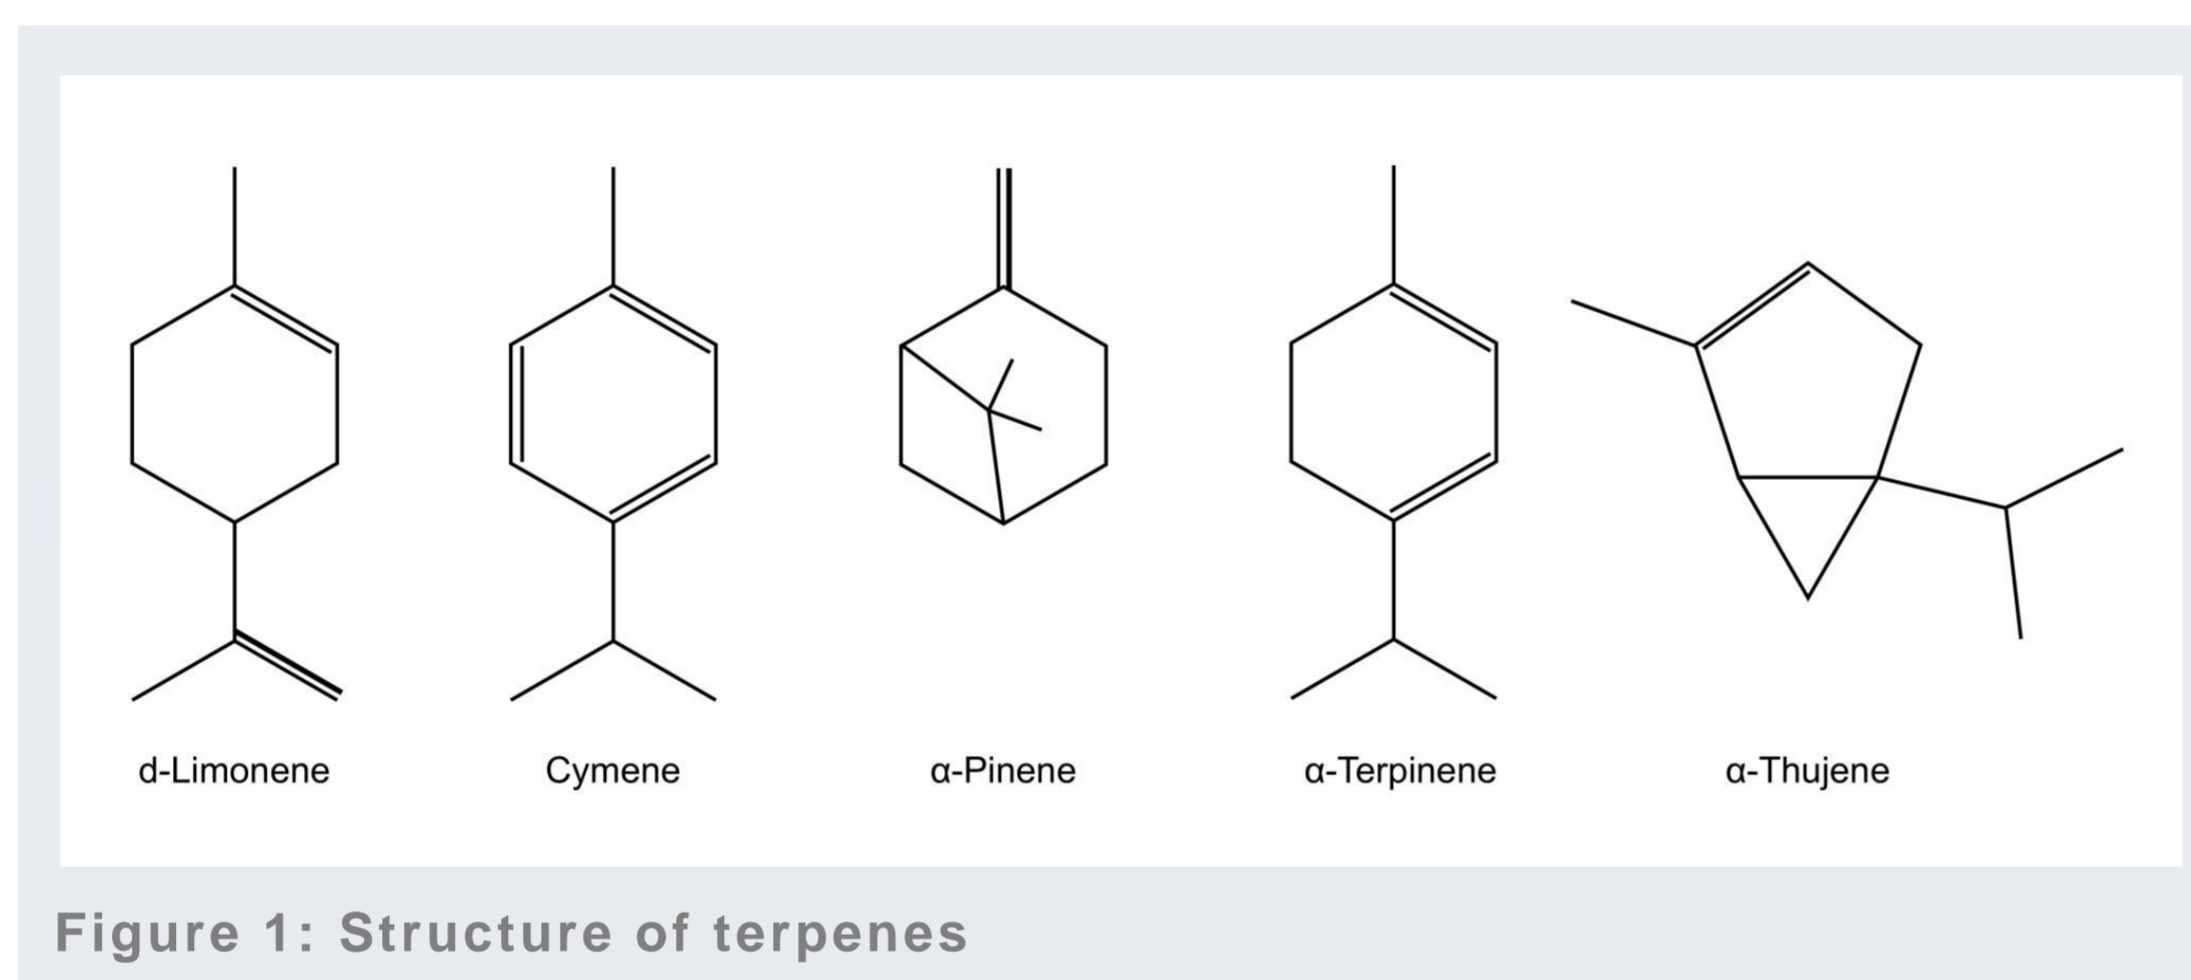 d-Limonene Cymene α-Pinene α-Terpinene α-Thujene
Figure 1: Structure of terpenes